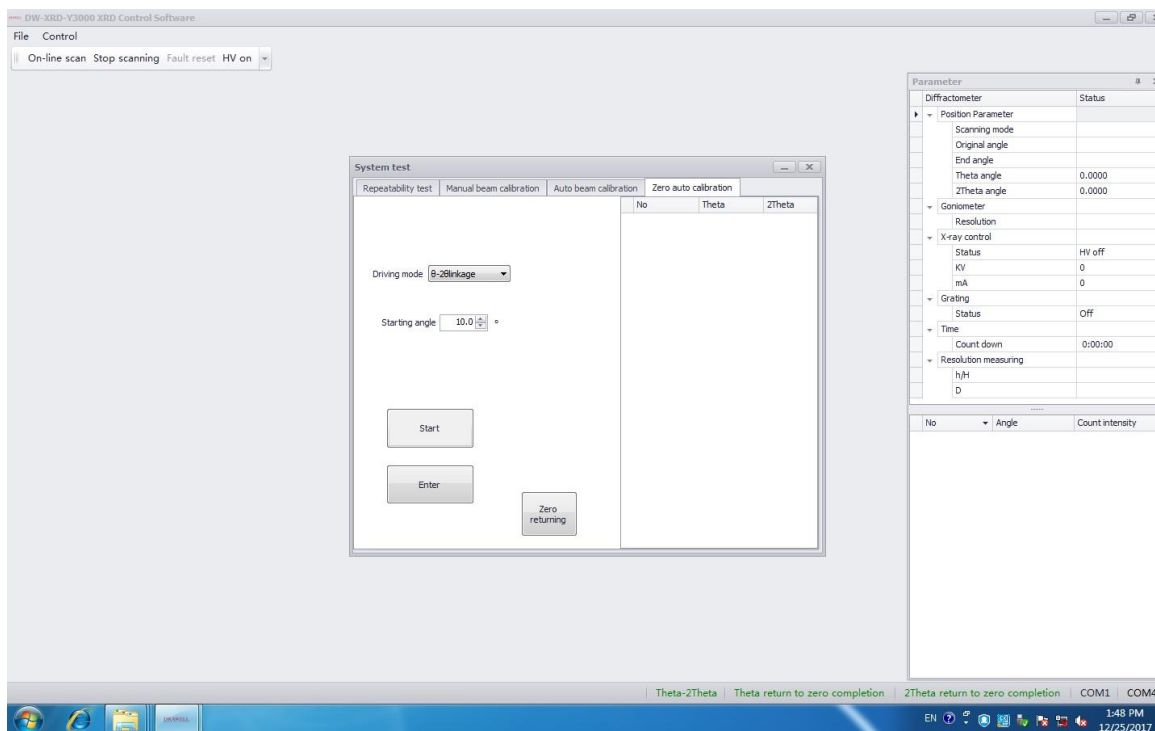 DW-XRD-Y3000 XRD Control Software
File Control
On-line scan Stop scanning Fault reset HV on
Parameter
Diffractometer Status
Position Parameter
Scanning mode
Original angle
End angle
Theta angle 0.0000
2Theta angle 0.0000
Goniometer
Resolution
X-ray control
Status HV off
KV 0
mA 0
Grating
Status Off
Time
Count down 0:00:00
Resolution measuring
h/H
D
No Angle Count intensity
System test
Repeatability test Manual beam calibration Auto beam calibration Zero auto calibration
No Theta 2Theta
Driving mode θ-2θlinkage
Starting angle 10.0 °
Start
Enter
Zero
returning
Theta-2Theta Theta return to zero completion 2Theta return to zero completion COM1 COM4
DRAWELL
EN 1:48 PM
12/25/2017